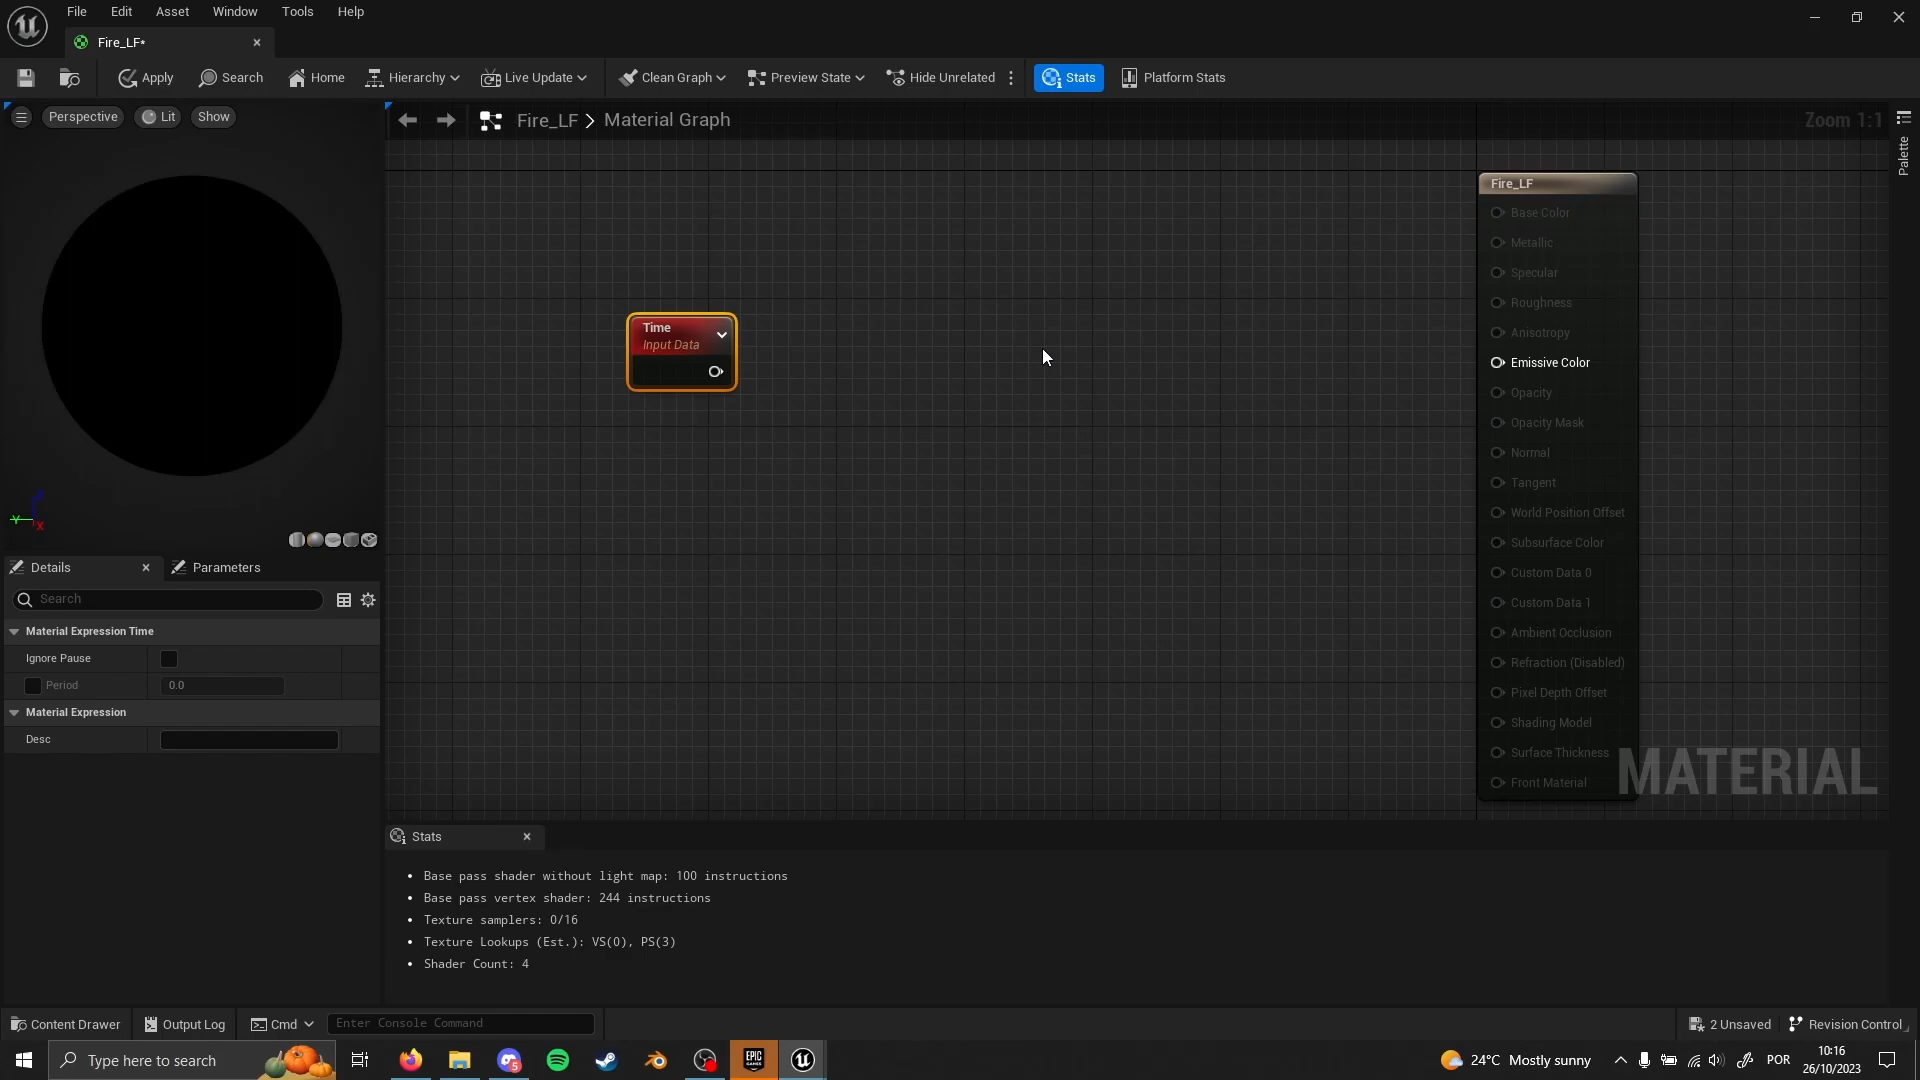 File Edit Asset Window Tools Help
Fire_LF*
Apply Search Home Hierarchy Live Update Clean Graph Preview State Hide Unrelated Stats Platform Stats
Perspective Lit Show
Fire_LF > Material Graph
Zoom 1:1
Palette
Time
Input Data
Fire_LF
Base Color
Metallic
Specular
Roughness
Anisotropy
Emissive Color
Opacity
Opacity Mask
Normal
Tangent
World Position Offset
Subsurface Color
Custom Data 0
Custom Data 1
Ambient Occlusion
Refraction (Disabled)
Pixel Depth Offset
Shading Model
Surface Thickness
Front Material
MATERIAL
Y X
Details Parameters
Search
Material Expression Time
Ignore Pause
Period 0.0
Material Expression
Desc
Stats
• Base pass shader without light map: 100 instructions
• Base pass vertex shader: 244 instructions
• Texture samplers: 0/16
• Texture Lookups (Est.): VS(0), PS(3)
• Shader Count: 4
Content Drawer Output Log Cmd Enter Console Command 2 Unsaved Revision Control
Type here to search
EPIC GAMES
5
24°C Mostly sunny
POR
10:16
26/10/2023